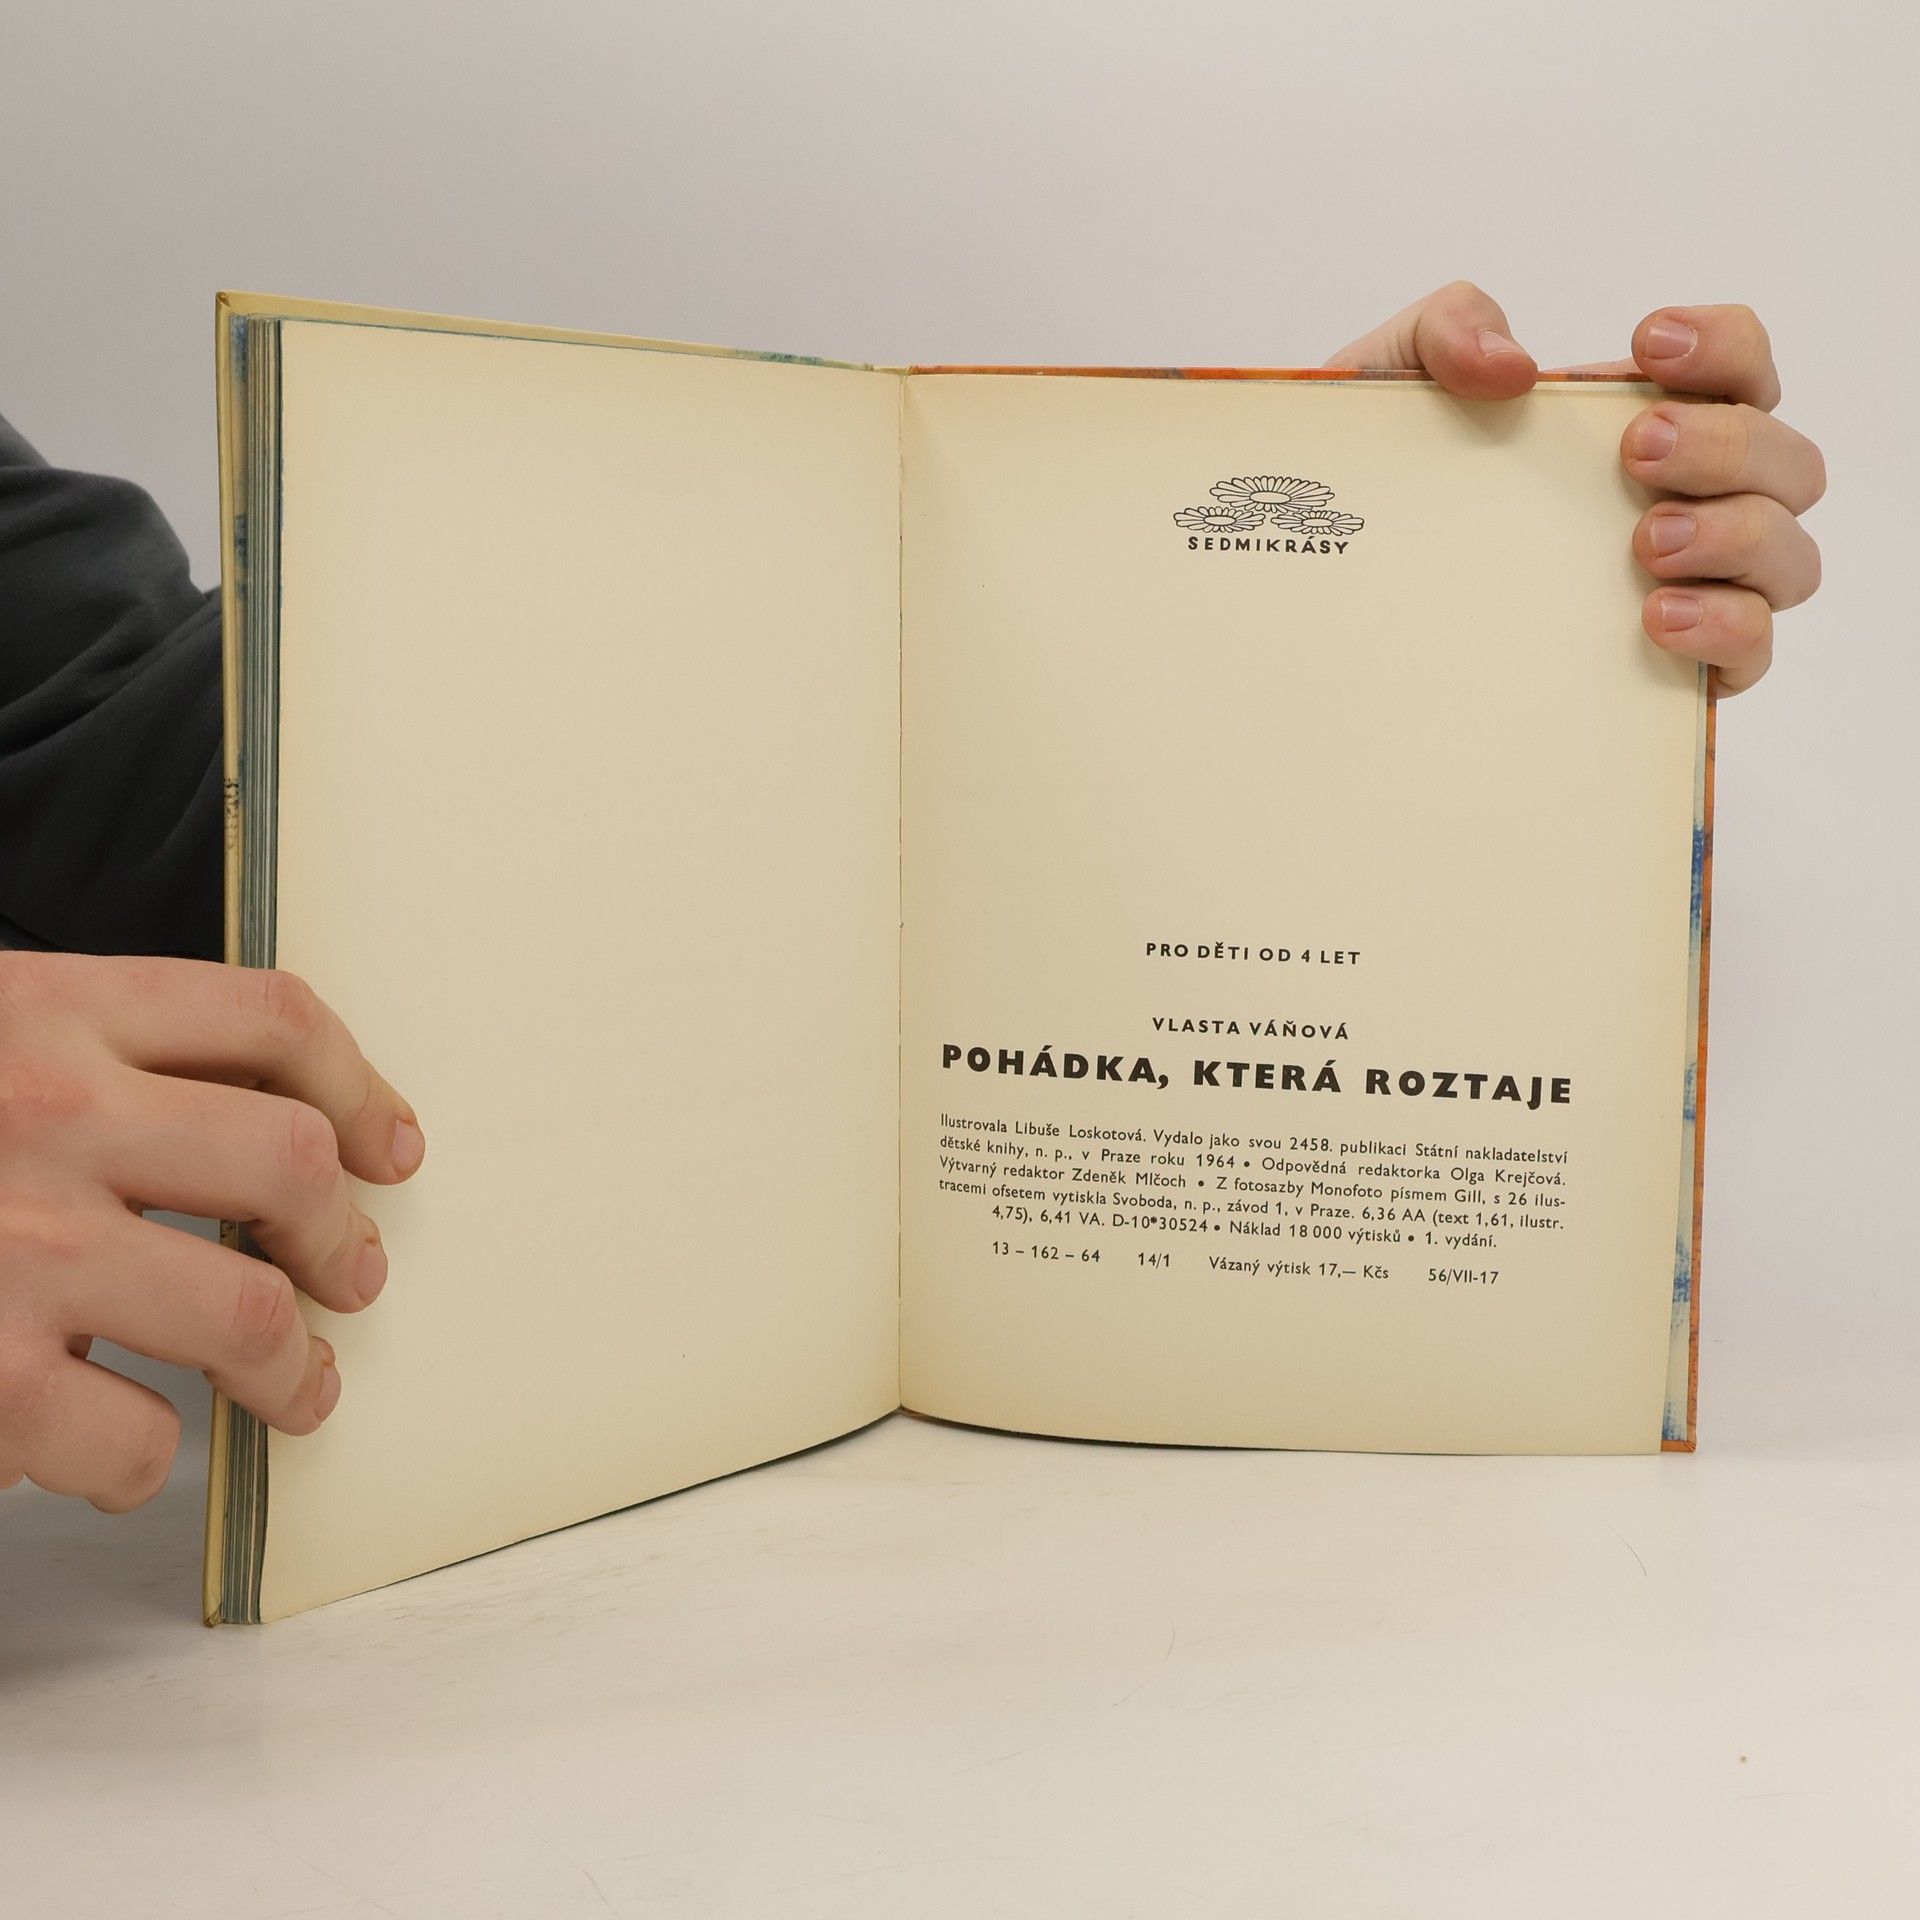 SEDMIKRÁSY
PRO DĚTI OD 4 LET
VLASTA VÁŇOVÁ
POHÁDKA, KTERÁ ROZTAJE
Ilustrovala Libuše Loskotová. Vydalo jako svou 2458. publikaci Státní nakladatelství
dětské knihy, n. p., v Praze roku 1964 • Odpovědná redaktorka Olga Krejčová.
Výtvarný redaktor Zdeněk Mlčoch • Z fotosazby Monofoto písmem Gill, s 26 ilus-
tracemi ofsetem vytiskla Svoboda, n. p., závod 1, v Praze. 6,36 AA (text 1,61, ilustr.
4,75), 6,41 VA. D-10*30524 • Náklad 18 000 výtisků • 1. vydání.
13 – 162 – 64 14/1 Vázaný výtisk 17,— Kčs 56/VII-17